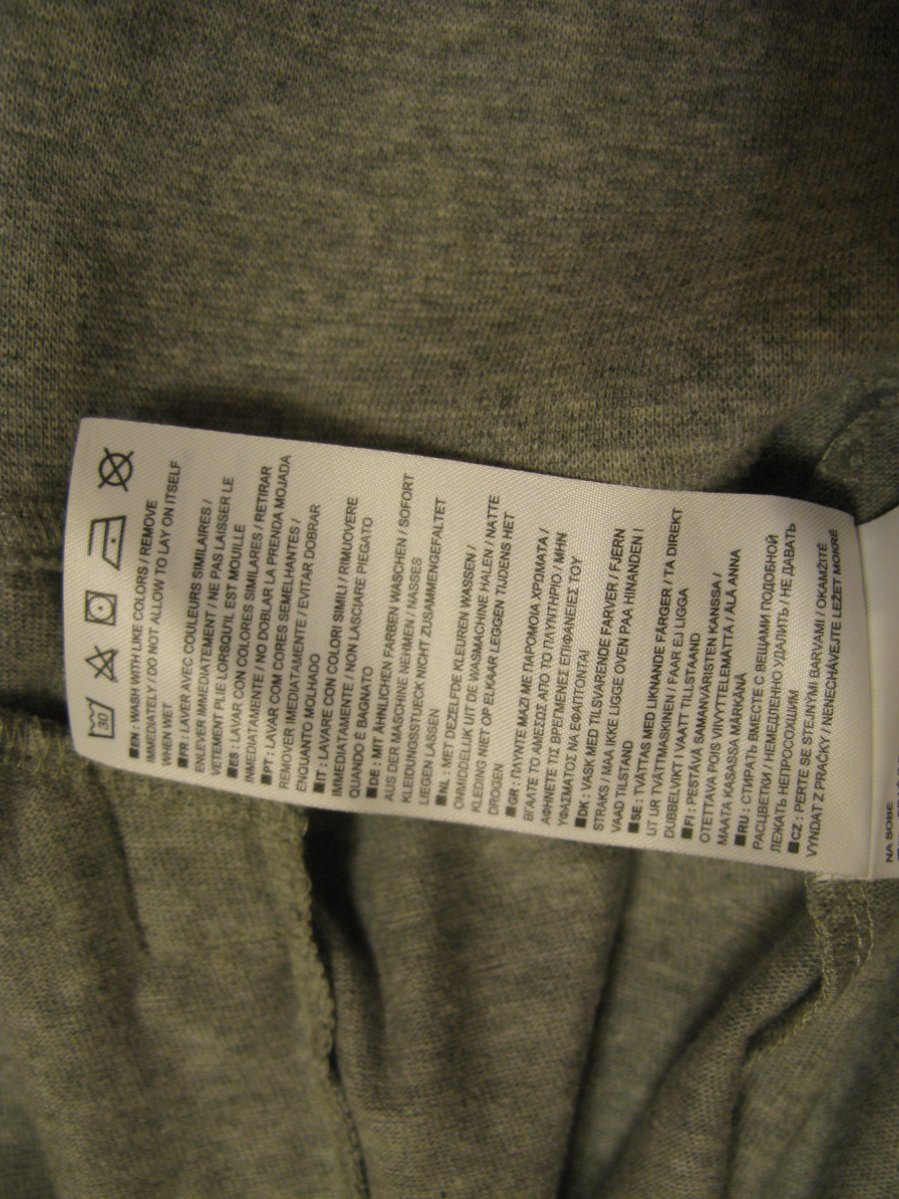 30
■EN : WASH WITH LIKE COLORS / REMOVE
IMMEDIATELY / DO NOT ALLOW TO LAY ON ITSELF
WHEN WET
■FR : LAVER AVEC COULEURS SIMILAIRES /
ENLEVER IMMEDIATEMENT / NE PAS LAISSER LE
VETEMENT PLIE LORSQU'IL EST MOUILLE
■ES : LAVAR CON COLORES SIMILARES / RETIRAR
INMEDIATAMENTE / NO DOBLAR LA PRENDA MOJADA
■PT : LAVAR COM CORES SEMELHANTES /
REMOVER IMEDIATAMENTE / EVITAR DOBRAR
ENQUANTO MOLHADO
■IT : LAVARE CON COLORI SIMILI / RIMUOVERE
IMMEDIATAMENTE / NON LASCIARE PIEGATO
QUANDO È BAGNATO
■DE : MIT ÄHNLICHEN FARBEN WASCHEN / SOFORT
AUS DER MASCHINE NEHMEN / NASSES
KLEIDUNGSSTUECK NICHT ZUSAMMENGEFALTET
LIEGEN LASSEN
■NL : MET DEZELFDE KLEUREN WASSEN /
ONMIDDELIJK UIT DE WASMACHINE HALEN / NATTE
KLEDING NIET OP ELKAAR LEGGEN TIJDENS HET
DROGEN
■GR : ΠΛΥΝΤΕ ΜΑΖΙ ΜΕ ΠΑΡΟΜΟΙΑ ΧΡΩΜΑΤΑ /
ΒΓΑΛΤΕ ΤΟ ΑΜΕΣΩΣ ΑΠΟ ΤΟ ΠΛΥΝΤΗΡΙΟ / ΜΗΝ
ΑΦΗΝΕΤΕ ΤΙΣ ΒΡΕΓΜΕΝΕΣ ΕΠΙΦΑΝΕΙΕΣ ΤΟΥ
ΥΦΑΣΜΑΤΟΣ ΝΑ ΕΦΑΠΤΟΝΤΑΙ
■DK : VASK MED TILSVARENDE FARVER / FJERN
STRAKS / MAA IKKE LIGGE OVEN PAA HINANDEN I
VAAD TILSTAND
■SE : TVÄTTAS MED LIKNANDE FÄRGER / TA DIREKT
UT UR TVÄTTMASKINEN / FAAR EJ LIGGA
DUBBELVIKT I VAATT TILLSTAAND
■FI : PESTÄVÄ SAMANVÄRISTEN KANSSA /
OTETTAVA POIS VIIVYTTELEMÄTTA / ÄLÄ ANNA
MAATA KASASSA MÄRKÄNÄ
■RU : СТИРАТЬ ВМЕСТЕ С ВЕЩАМИ ПОДОБНОЙ
РАСЦВЕТКИ / НЕМЕДЛЕННО УДАЛИТЬ / НЕ ДАВАТЬ
ЛЕЖАТЬ НЕПРОСОХШИМ
■CZ : PERTE SE STEJNÝMI BARVAMI / OKAMŽITĚ
VYNDAT Z PRAČKY / NENECHÁVEJTE LEŽET MOKRÉ
NA SOBE